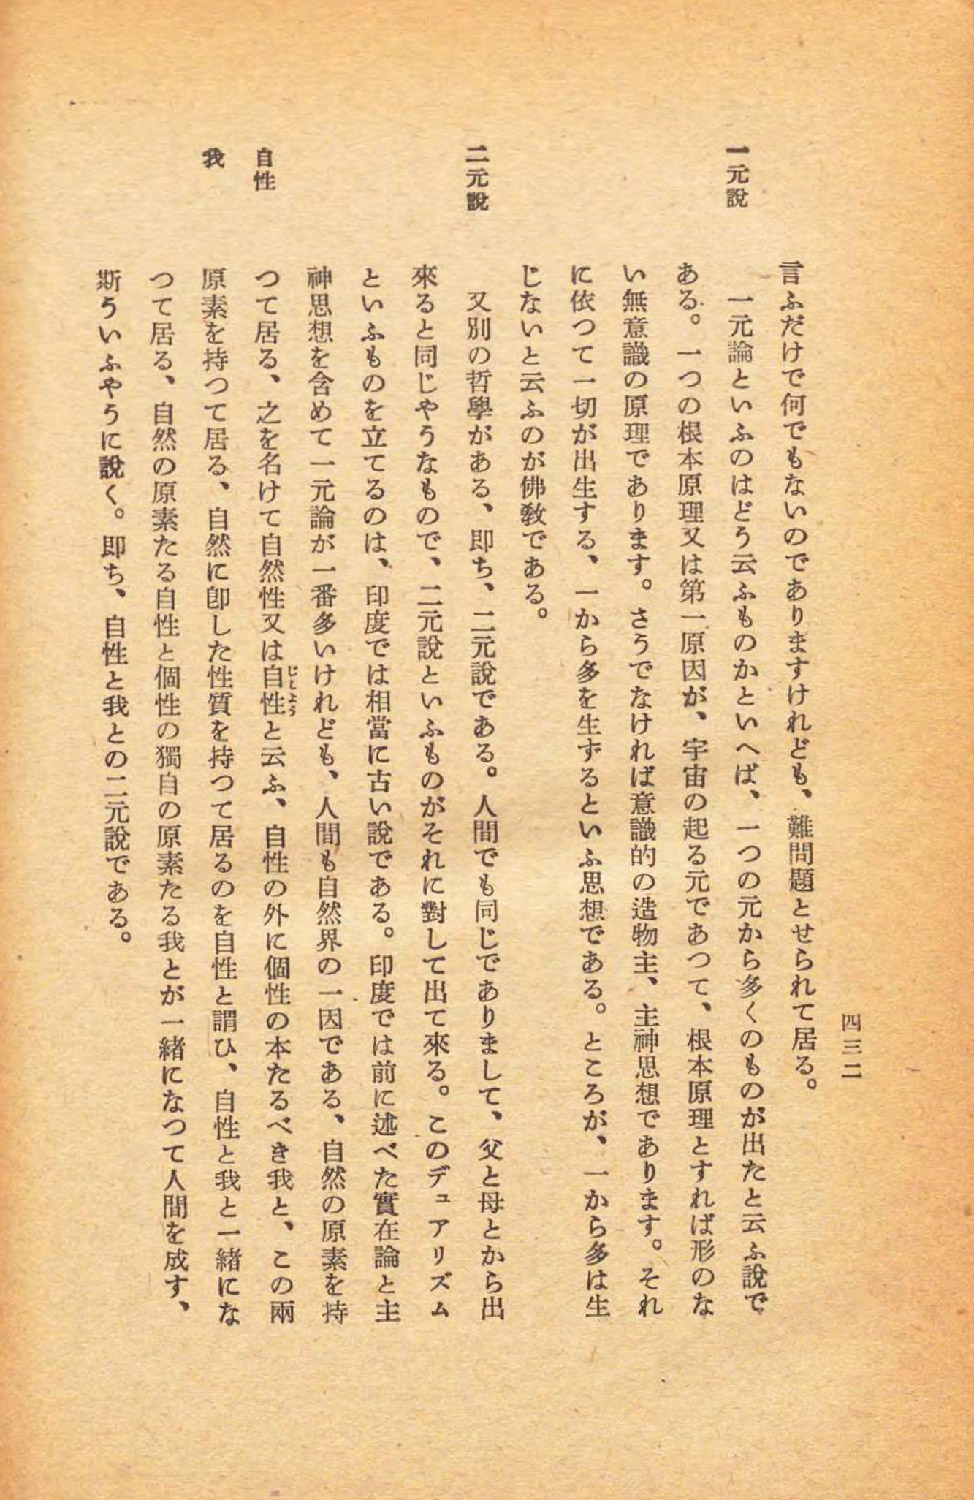 四三二
言ふだけで何でもないのでありますけれども、難問題とせられて居る。
一元說
一元論といふのはどう云ふものかといへば、一つの元から多くのものが出たと云ふ說で
ある。一つの根本原理又は第一原因が、宇宙の起る元であつて、根本原理とすれば形のな
い無意識の原理であります。さうでなければ意識的の造物主、主神思想であります。それ
に依つて一切が出生する、一から多を生ずるといふ思想である。ところが、一から多は生
じないと云ふのが佛敎である。
二元說
又別の哲學がある、即ち、二元說である。人間でも同じでありまして、父と母とから出
來ると同じやうなもので、二元說といふものがそれに對して出て來る。このデュアリズム
といふものを立てるのは、印度では相當に古い說である。印度では前に述べた實在論と主
神思想を含めて一元論が一番多いけれども、人間も自然界の一因である、自然の原素を持
自性
つて居る、之を名けて自然性又は自性と云ふ、自性の外に個性の本たるべき我と、この兩
我
原素を持つて居る、自然に卽した性質を持つて居るのを自性と謂ひ、自性と我と一緖にな
つて居る、自然の原素たる自性と個性の獨自の原素たる我とが一緖になつて人間を成す、
斯ういふやうに說く。即ち、自性と我との二元說である。